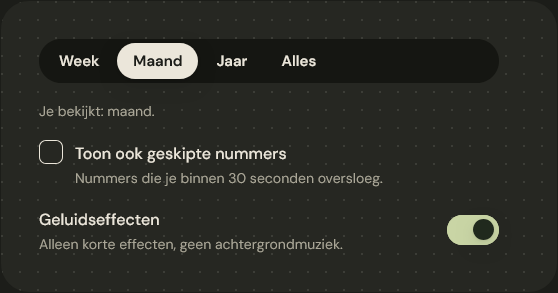 Week Maand Jaar Alles
Je bekijkt: maand.
Toon ook geskipte nummers
Nummers die je binnen 30 seconden oversloeg.
Geluidseffecten
Alleen korte effecten, geen achtergrondmuziek.